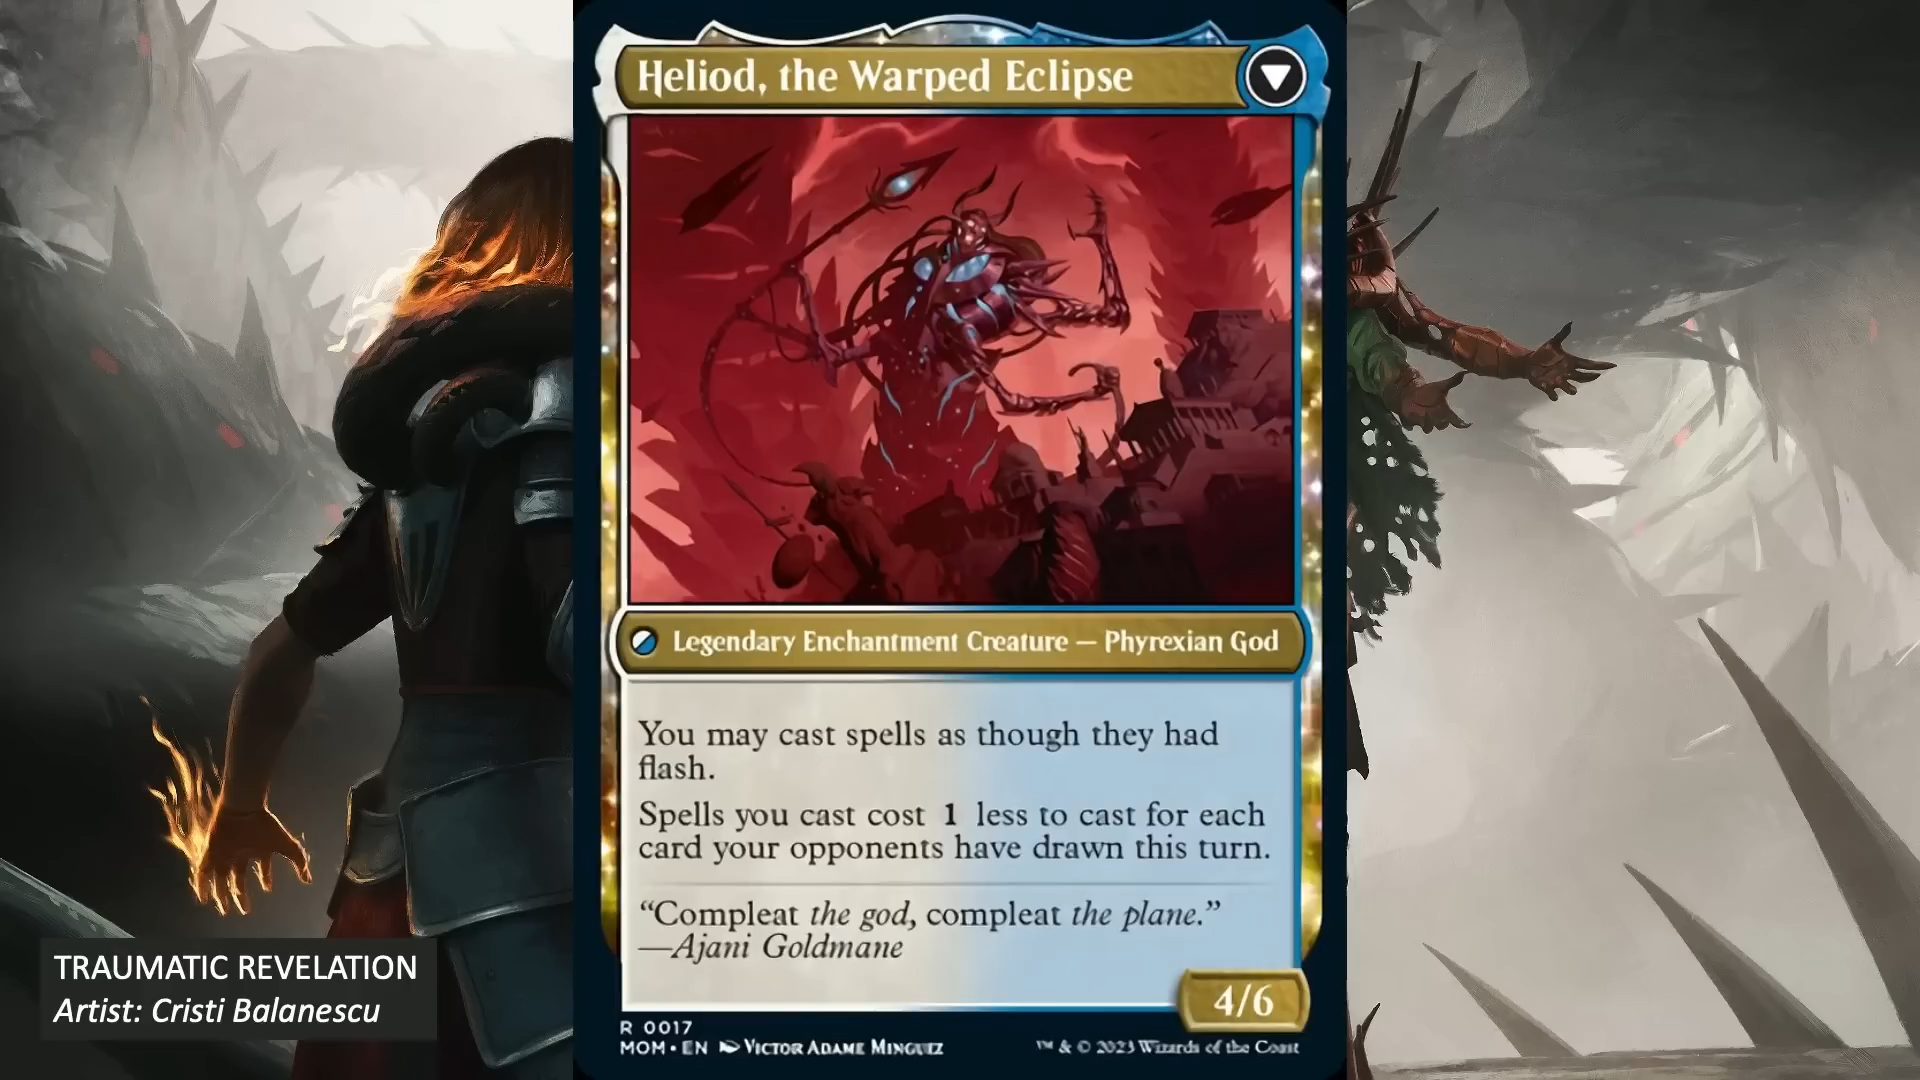 Heliod, the Warped Eclipse
Legendary Enchantment Creature — Phyrexian God
You may cast spells as though they had
flash.
Spells you cast cost 1 less to cast for each
card your opponents have drawn this turn.
“Compleat the god, compleat the plane.”
—Ajani Goldmane
4/6
R 0017
MOM • EN VICTOR ADAME MINGUEZ
™ & © 2023 Wizards of the Coast
TRAUMATIC REVELATION
Artist: Cristi Balanescu